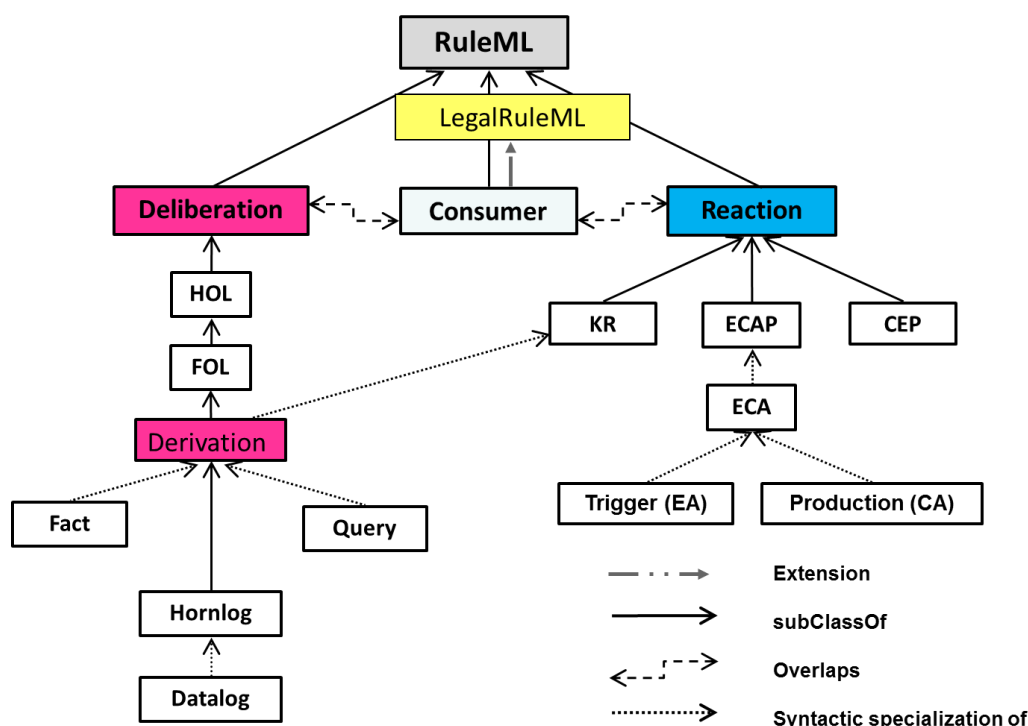 RuleML
LegalRuleML
Deliberation
Consumer
Reaction
HOL
KR
ECAP
CEP
FOL
ECA
Derivation
Trigger (EA)
Production (CA)
Fact
Query
Extension
Hornlog
subClassOf
Overlaps
Datalog
Syntactic specialization of